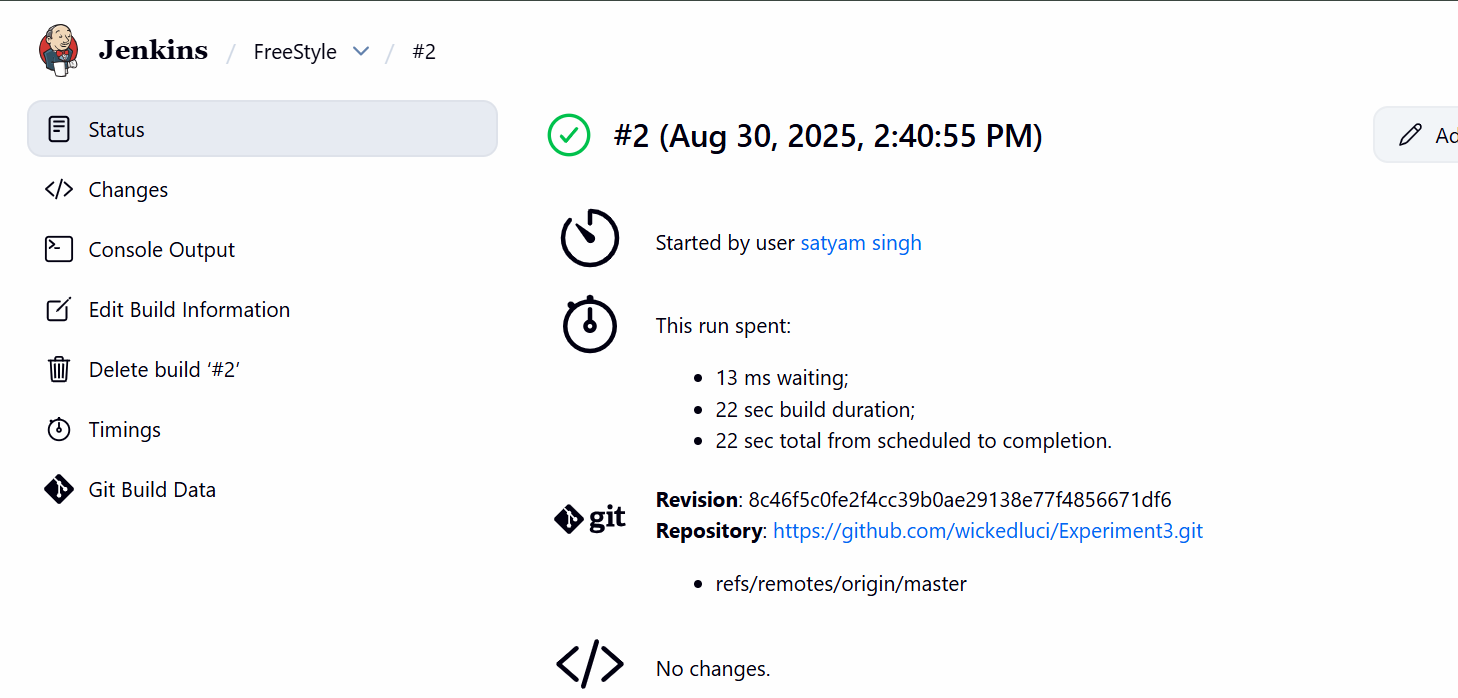 Jenkins / FreeStyle / #2
Status
Changes
Console Output
Edit Build Information
Delete build ‘#2’
Timings
Git Build Data
#2 (Aug 30, 2025, 2:40:55 PM)
Started by user satyam singh
This run spent:
• 13 ms waiting;
• 22 sec build duration;
• 22 sec total from scheduled to completion.
git
Revision: 8c46f5c0fe2f4cc39b0ae29138e77f4856671df6
Repository: https://github.com/wickedluci/Experiment3.git
• refs/remotes/origin/master
No changes.